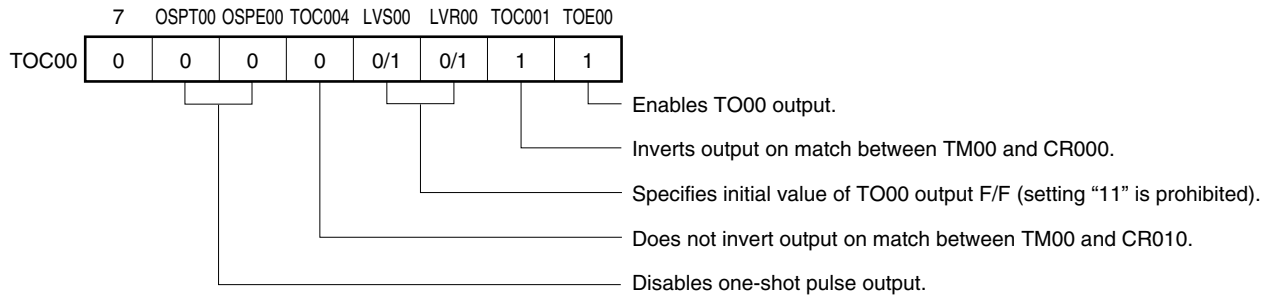 7 OSPT00 OSPE00 TOC004 LVS00 LVR00 TOC001 TOE00
TOC00 0 0 0 0 0/1 0/1 1 1
Enables TO00 output.
Inverts output on match between TM00 and CR000.
Specifies initial value of TO00 output F/F (setting “11” is prohibited).
Does not invert output on match between TM00 and CR010.
Disables one-shot pulse output.